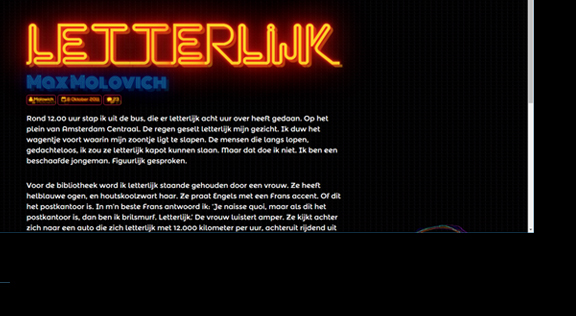 LETTERLIJK
MaxMolovich
Molovich
Oktober
Rond 12.00 uur stap ik uit de bus, die er letterlijk acht uur over heeft gedaan. Op het
plein van Amsterdam Centraal. De regen geselt letterlijk mijn gezicht. Ik duw het
wagentje voort waarin mijn zoontje ligt te slapen. De mensen die langs lopen,
gedachteloos, ik zou ze letterlijk kapot kunnen slaan. Maar dat doe ik niet. Ik ben een
beschaafde jongeman. Figuurlijk gesproken.
Voor de bibliotheek word ik letterlijk staande gehouden door een vrouw. Ze heeft
helblauwe ogen, en houtskoolzwart haar. Ze praat Engels met een Frans accent. Of dit
het postkantoor is. In m'n beste Frans antwoord ik: 'Je naisse quoi, maar als dit het
postkantoor is, dan ben ik brilsmurf. Letterlijk.' De vrouw luistert amper. Ze kijkt achter
zich naar een auto die zich letterlijk met 12.000 kilometer per uur, achteruit rijdend uit